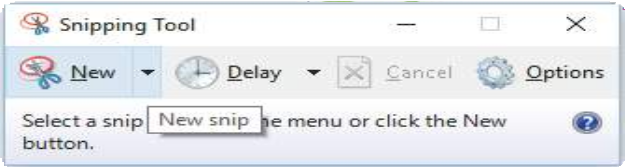 Snipping Tool
New Delay Cancel Options
Select a snip
New snip
he menu or click the New
button.